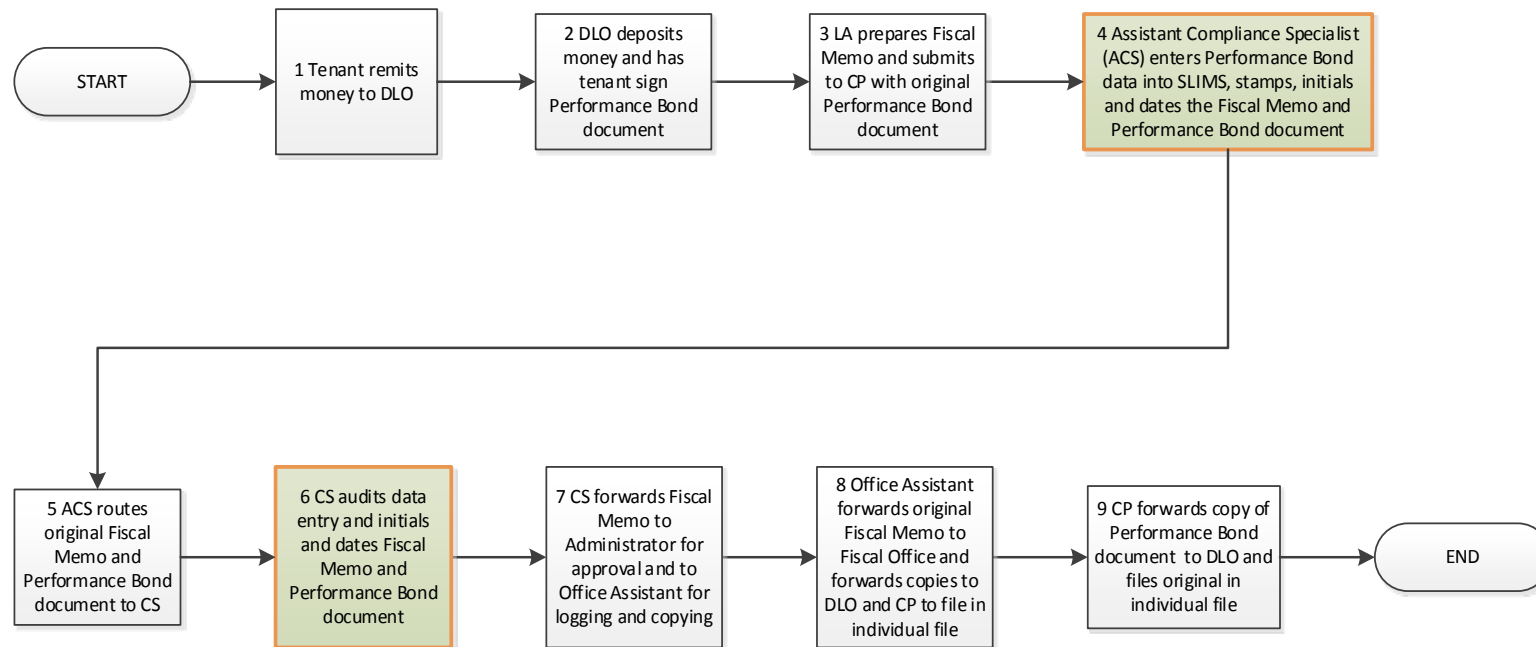 START
1 Tenant remits
money to DLO
2 DLO deposits
money and has
tenant sign
Performance Bond
document
3 LA prepares Fiscal
Memo and submits
to CP with original
Performance Bond
document
4 Assistant Compliance Specialist
(ACS) enters Performance Bond
data into SLIMS, stamps, initials
and dates the Fiscal Memo and
Performance Bond document
5 ACS routes
original Fiscal
Memo and
Performance Bond
document to CS
6 CS audits data
entry and initials
and dates Fiscal
Memo and
Performance Bond
document
7 CS forwards Fiscal
Memo to
Administrator for
approval and to
Office Assistant for
logging and copying
8 Office Assistant
forwards original
Fiscal Memo to
Fiscal Office and
forwards copies to
DLO and CP to file in
individual file
9 CP forwards copy of
Performance Bond
document to DLO and
files original in
individual file
END